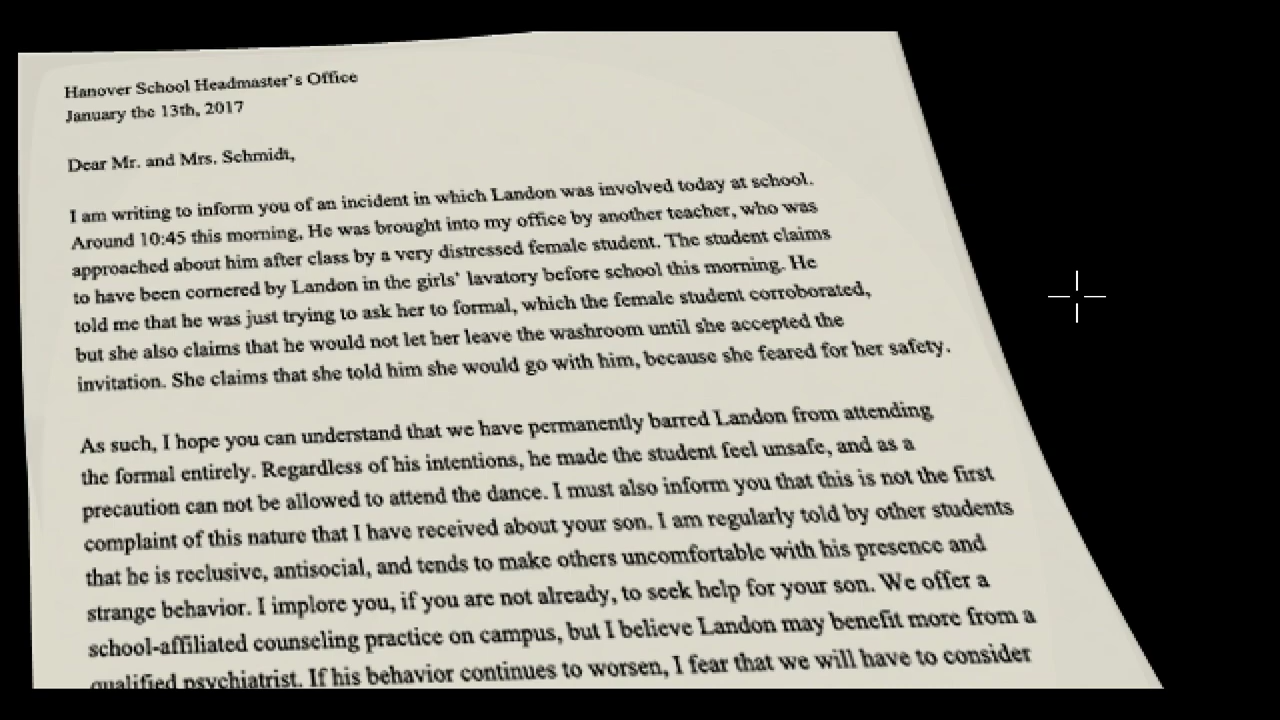 Hanover School Headmaster's Office
January the 13th, 2017
Dear Mr. and Mrs. Schmidt,
I am writing to inform you of an incident in which Landon was involved today at school.
Around 10:45 this morning. He was brought into my office by another teacher, who was
approached about him after class by a very distressed female student. The student claims
to have been cornered by Landon in the girls' lavatory before school this morning. He
told me that he was just trying to ask her to formal, which the female student corroborated,
but she also claims that he would not let her leave the washroom until she accepted the
invitation. She claims that she told him she would go with him, because she feared for her safety.
As such, I hope you can understand that we have permanently barred Landon from attending
the formal entirely. Regardless of his intentions, he made the student feel unsafe, and as a
precaution can not be allowed to attend the dance. I must also inform you that this is not the first
complaint of this nature that I have received about your son. I am regularly told by other students
that he is reclusive, antisocial, and tends to make others uncomfortable with his presence and
strange behavior. I implore you, if you are not already, to seek help for your son. We offer a
school-affiliated counseling practice on campus, but I believe Landon may benefit more from a
qualified psychiatrist. If his behavior continues to worsen, I fear that we will have to consider